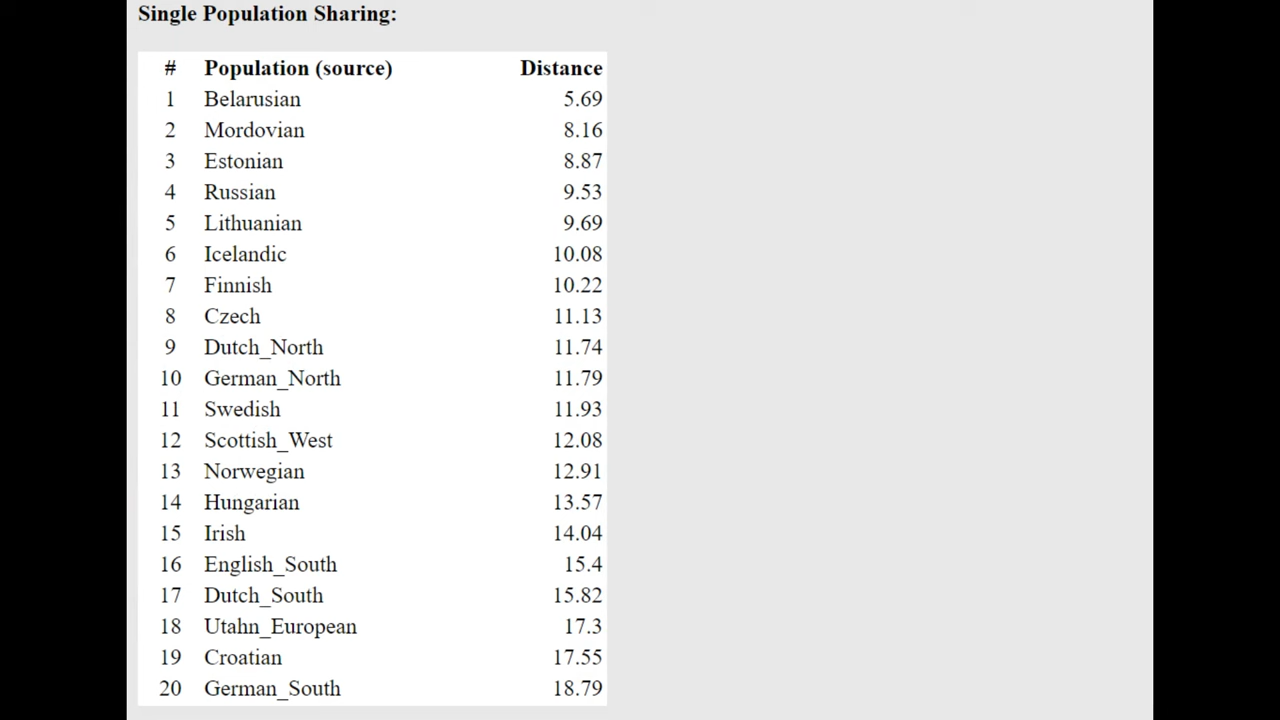 Single Population Sharing:
# Population (source) Distance
1 Belarusian 5.69
2 Mordovian 8.16
3 Estonian 8.87
4 Russian 9.53
5 Lithuanian 9.69
6 Icelandic 10.08
7 Finnish 10.22
8 Czech 11.13
9 Dutch_North 11.74
10 German_North 11.79
11 Swedish 11.93
12 Scottish_West 12.08
13 Norwegian 12.91
14 Hungarian 13.57
15 Irish 14.04
16 English_South 15.4
17 Dutch_South 15.82
18 Utahn_European 17.3
19 Croatian 17.55
20 German_South 18.79